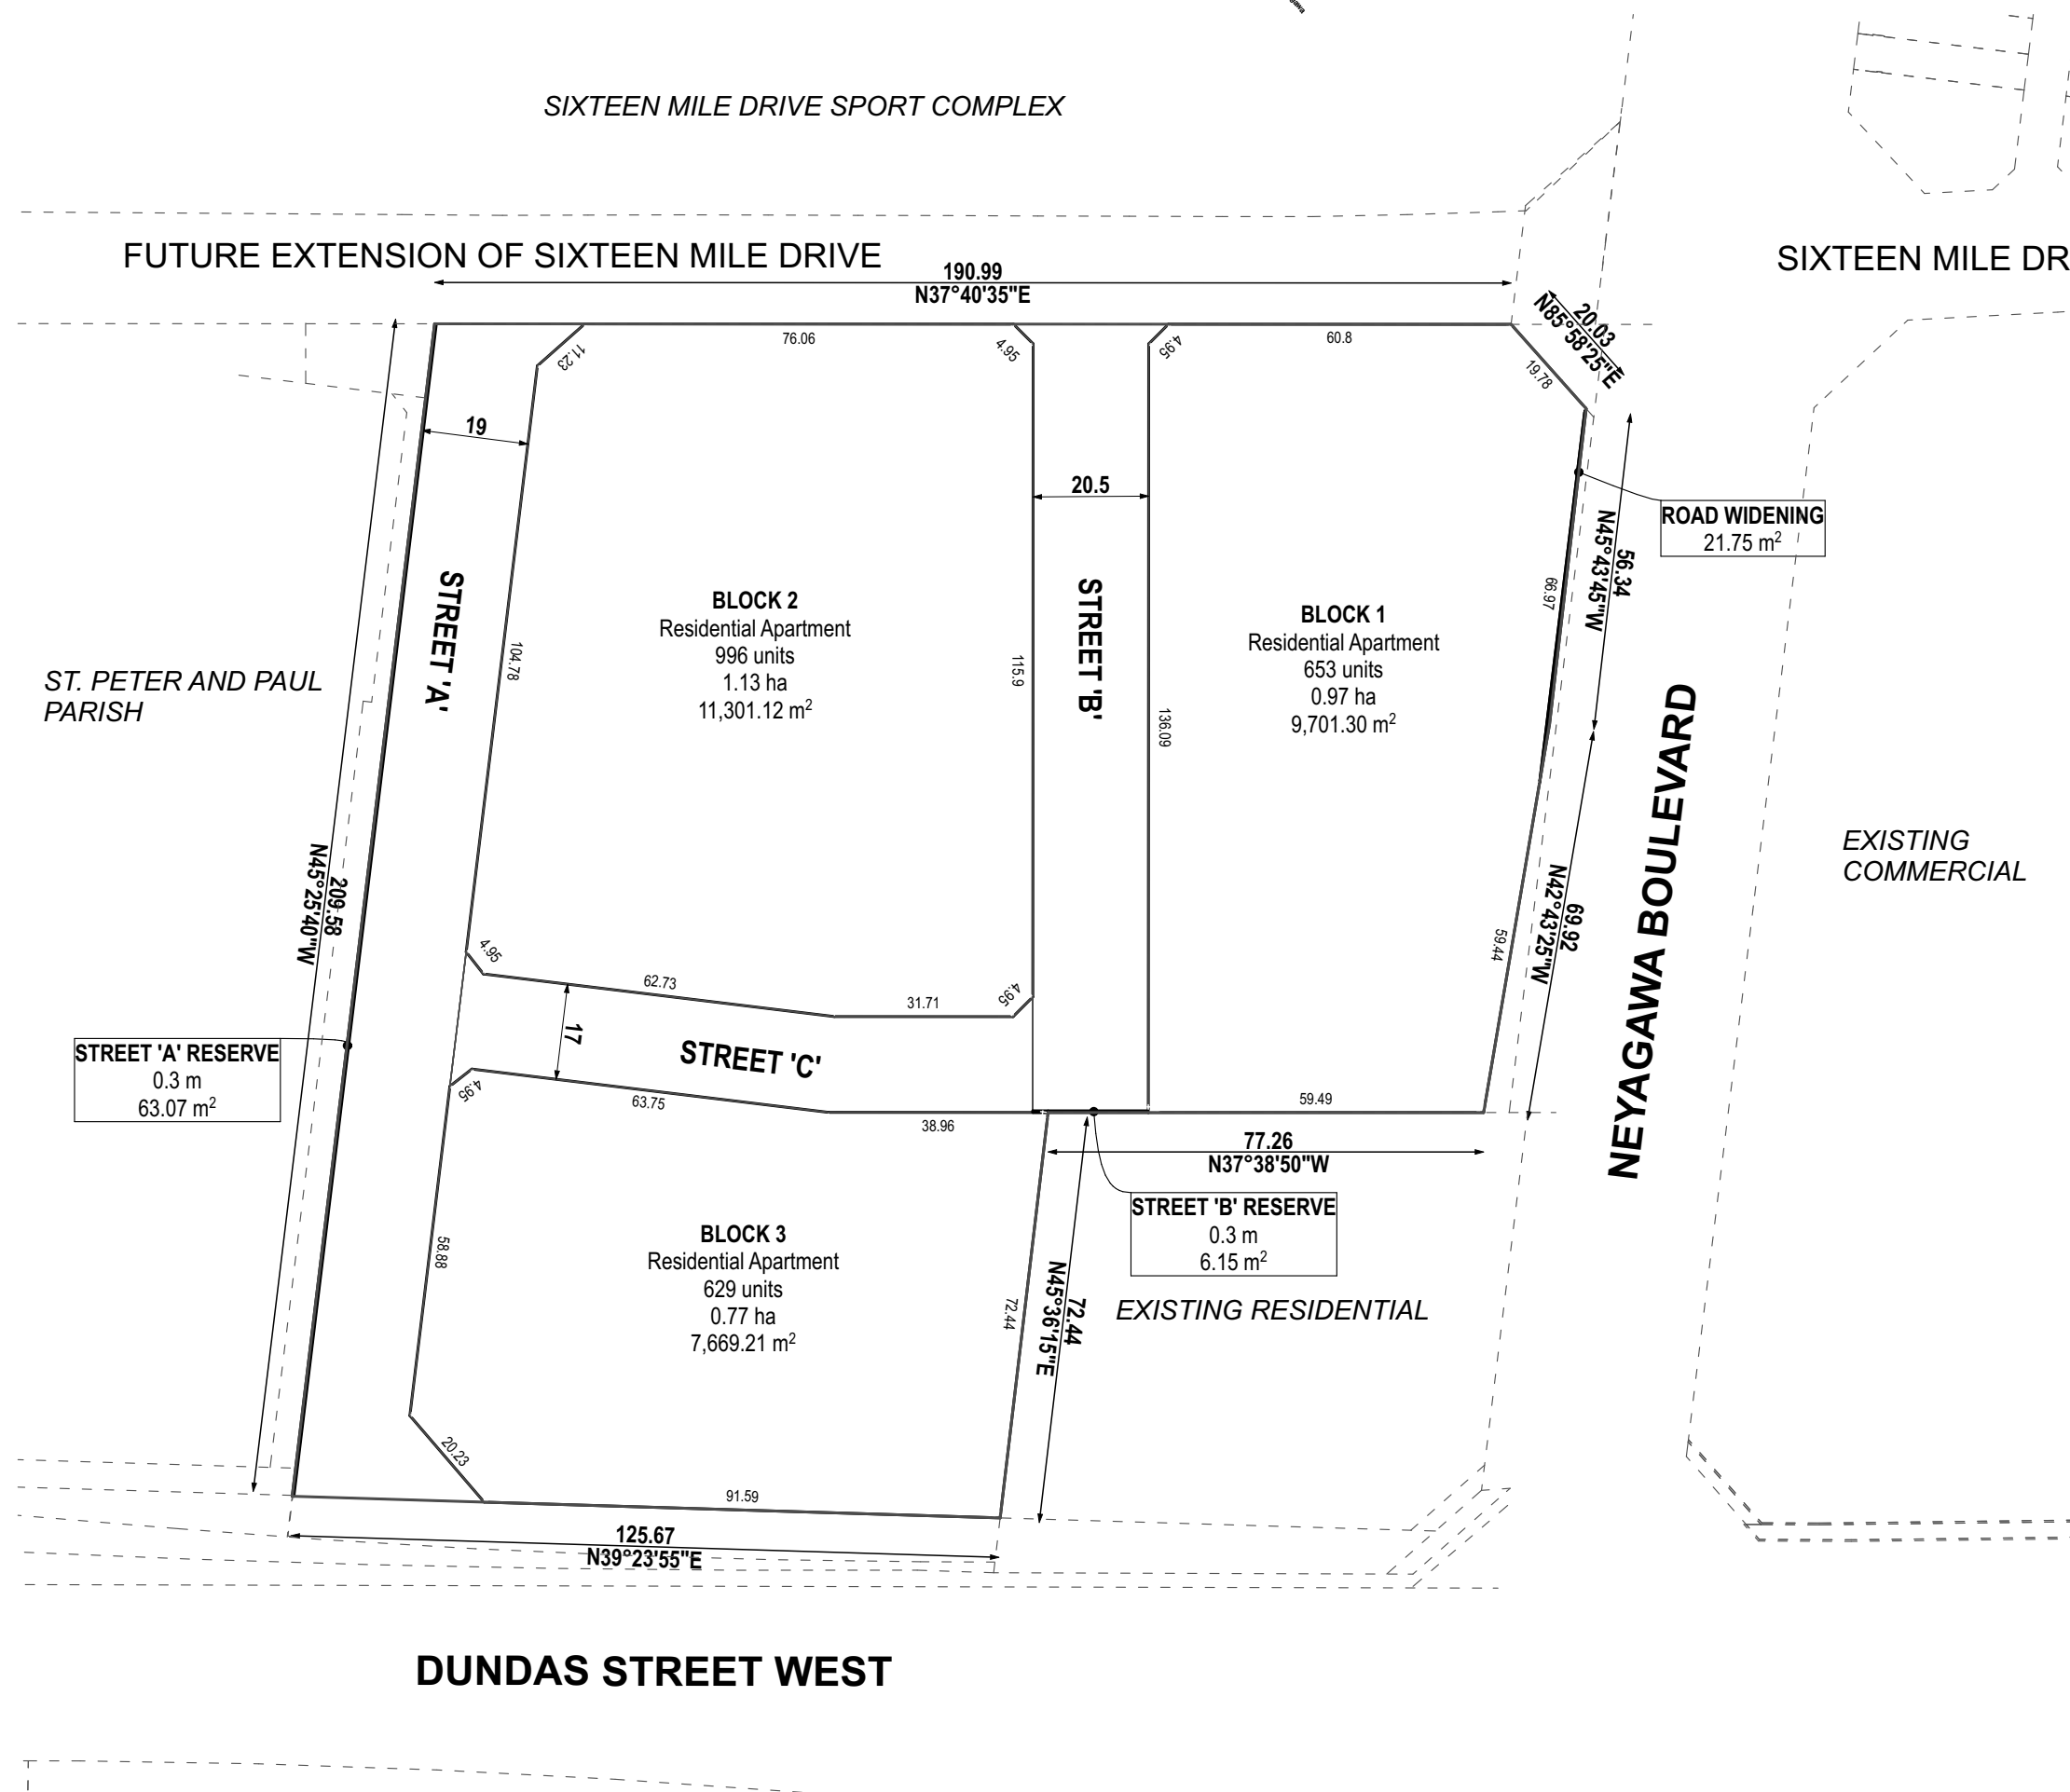 SIXTEEN MILE DRIVE SPORT COMPLEX
FUTURE EXTENSION OF SIXTEEN MILE DRIVE
SIXTEEN MILE DR
190.99
N37°40'35"E
20.03
N85°58'25"E
76.06
4.95
4.95
60.8
11.23
19.78
19
20.5
ROAD WIDENING
21.75 m²
56.34
N45°43'45"W
66.97
STREET 'A'
104.78
BLOCK 2
Residential Apartment
996 units
1.13 ha
11,301.12 m²
115.9
STREET 'B'
136.09
BLOCK 1
Residential Apartment
653 units
0.97 ha
9,701.30 m²
ST. PETER AND PAUL
PARISH
NEYAGAWA BOULEVARD
EXISTING
COMMERCIAL
209.58
N45°25'40"W
69.92
N42°43'25"W
59.44
4.95
62.73
31.71
4.95
STREET 'A' RESERVE
0.3 m
63.07 m²
17
STREET 'C'
4.95
63.75
38.96
59.49
77.26
N37°38'50"W
STREET 'B' RESERVE
0.3 m
6.15 m²
58.88
BLOCK 3
Residential Apartment
629 units
0.77 ha
7,669.21 m²
72.44
72.44
N45°36'15"E
EXISTING RESIDENTIAL
20.23
91.59
125.67
N39°23'55"E
DUNDAS STREET WEST